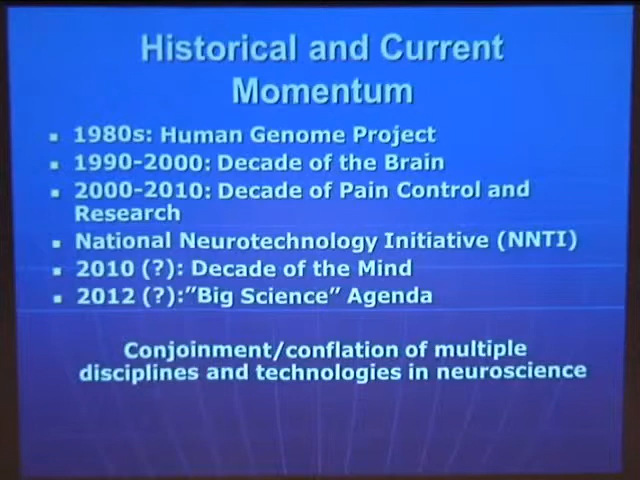 Historical and Current
Momentum
▪ 1980s: Human Genome Project
▪ 1990-2000: Decade of the Brain
▪ 2000-2010: Decade of Pain Control and
Research
▪ National Neurotechnology Initiative (NNTI)
▪ 2010 (?): Decade of the Mind
▪ 2012 (?):”Big Science” Agenda
Conjoinment/conflation of multiple
disciplines and technologies in neuroscience